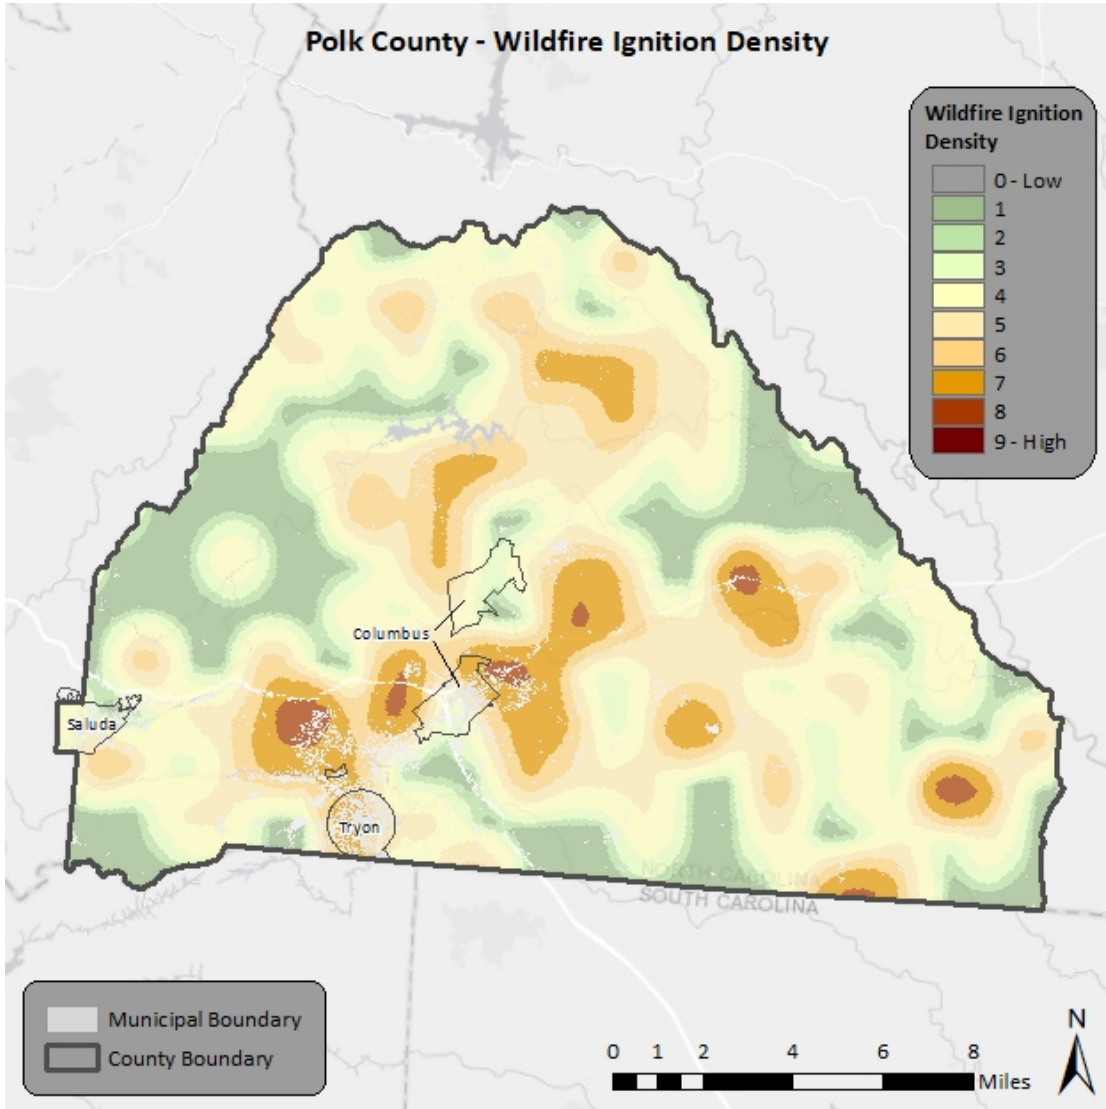 Polk County - Wildfire Ignition Density
Wildfire Ignition
Density
0 - Low
1
2
3
4
5
6
7
8
9 - High
Columbus
Saluda
Tryon
NORTH CAROLINA
SOUTH CAROLINA
Municipal Boundary
County Boundary
0 1 2 4 6 8
Miles
N